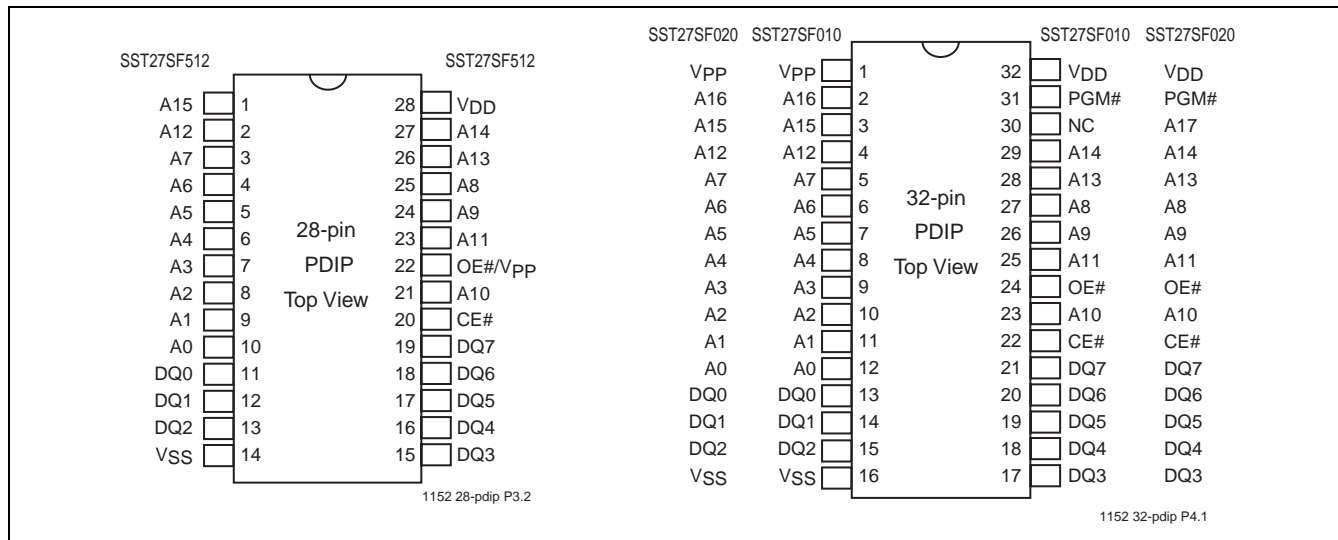 SST27SF512 SST27SF512
A15 1 28 VDD
A12 2 27 A14
A7 3 26 A13
A6 4 25 A8
A5 5 24 A9
A4 6 23 A11
A3 7 22 OE#/VPP
A2 8 21 A10
A1 9 20 CE#
A0 10 19 DQ7
DQ0 11 18 DQ6
DQ1 12 17 DQ5
DQ2 13 16 DQ4
VSS 14 15 DQ3
28-pin
PDIP
Top View
1152 28-pdip P3.2
SST27SF020 SST27SF010 SST27SF010 SST27SF020
VPP VPP 1 32 VDD VDD
A16 A16 2 31 PGM# PGM#
A15 A15 3 30 NC A17
A12 A12 4 29 A14 A14
A7 A7 5 28 A13 A13
A6 A6 6 27 A8 A8
A5 A5 7 26 A9 A9
A4 A4 8 25 A11 A11
A3 A3 9 24 OE# OE#
A2 A2 10 23 A10 A10
A1 A1 11 22 CE# CE#
A0 A0 12 21 DQ7 DQ7
DQ0 DQ0 13 20 DQ6 DQ6
DQ1 DQ1 14 19 DQ5 DQ5
DQ2 DQ2 15 18 DQ4 DQ4
VSS VSS 16 17 DQ3 DQ3
32-pin
PDIP
Top View
1152 32-pdip P4.1